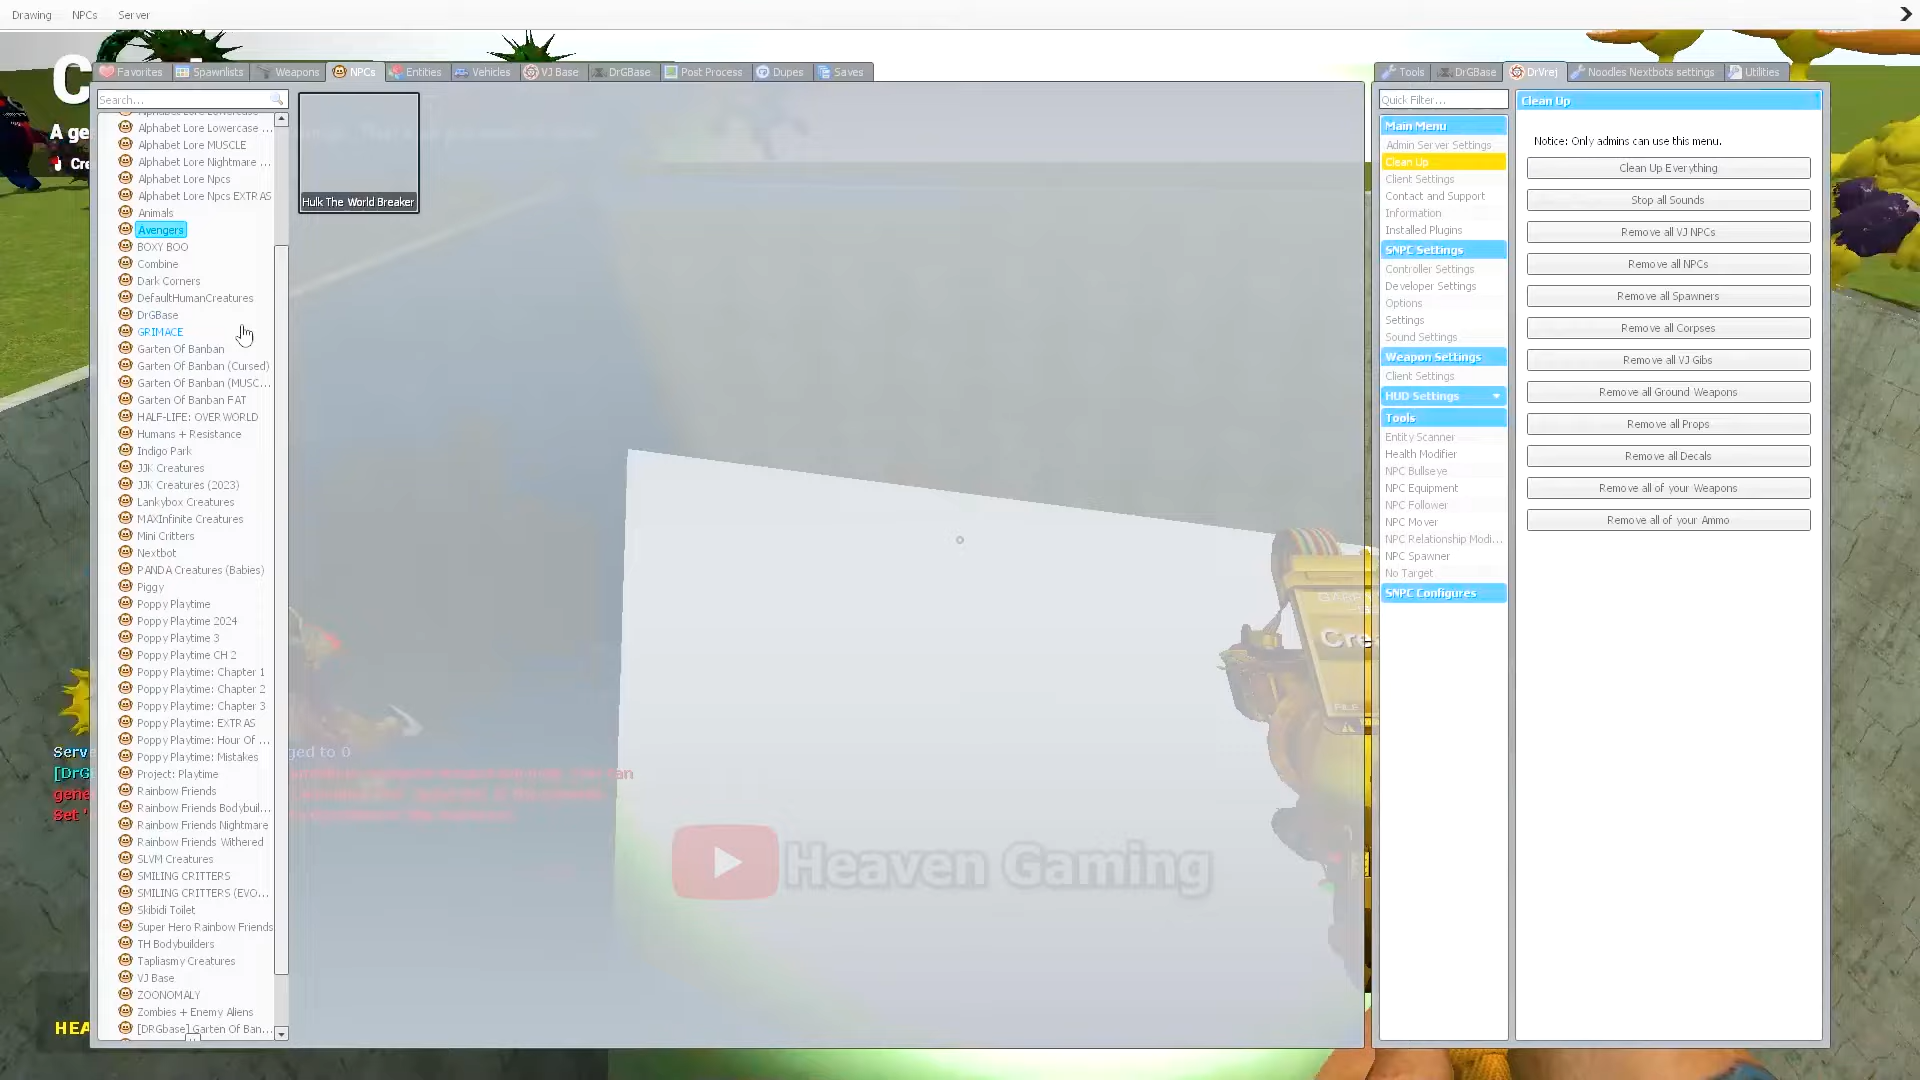 Drawing NPCs Server
C
A ge
Cre
Favorites Spawnlists Weapons NPCs Entities Vehicles VJ Base DrGBase Post Process Dupes Saves
Search...
Alphabet Lore Lowercase
Alphabet Lore Lowercase ...
Alphabet Lore MUSCLE
Alphabet Lore Nightmare ...
Alphabet Lore Npcs
Alphabet Lore Npcs EXTRAS
Animals
Avengers
BOXY BOO
Combine
Dark Corners
DefaultHumanCreatures
DrGBase
GRIMACE
Garten Of Banban
Garten Of Banban (Cursed)
Garten Of Banban (MUSC...
Garten Of Banban FAT
HALF-LIFE: OVERWORLD
Humans + Resistance
Indigo Park
JJK Creatures
JJK Creatures (2023)
Lankybox Creatures
MAXInfinite Creatures
Mini Critters
Nextbot
PANDA Creatures (Babies)
Piggy
Poppy Playtime
Poppy Playtime 2024
Poppy Playtime 3
Poppy Playtime CH 2
Poppy Playtime: Chapter 1
Poppy Playtime: Chapter 2
Poppy Playtime: Chapter 3
Poppy Playtime: EXTRAS
Poppy Playtime: Hour Of ...
Poppy Playtime: Mistakes
Project: Playtime
Rainbow Friends
Rainbow Friends Bodybuil...
Rainbow Friends Nightmare
Rainbow Friends Withered
SLVM Creatures
SMILING CRITTERS
SMILING CRITTERS (EVO...
Skibidi Toilet
Super Hero Rainbow Friends
TH Bodybuilders
Tapliasmy Creatures
VJ Base
ZOONOMALY
Zombies + Enemy Aliens
[DRGbase] Garten Of Ban...
Hulk The World Breaker
Serv
ged to 0
[DrG
gene
Set '
HEA
Heaven Gaming
Cre
Tools DrGBase DrVrej Noodles Nextbots settings Utilities
Quick Filter...
Main Menu
Admin Server Settings
Clean Up
Client Settings
Contact and Support
Information
Installed Plugins
SNPC Settings
Controller Settings
Developer Settings
Options
Settings
Sound Settings
Weapon Settings
Client Settings
HUD Settings
Tools
Entity Scanner
Health Modifier
NPC Bullseye
NPC Equipment
NPC Follower
NPC Mover
NPC Relationship Modi...
NPC Spawner
No Target
SNPC Configures
Clean Up
Notice: Only admins can use this menu.
Clean Up Everything
Stop all Sounds
Remove all VJ NPCs
Remove all NPCs
Remove all Spawners
Remove all Corpses
Remove all VJ Gibs
Remove all Ground Weapons
Remove all Props
Remove all Decals
Remove all of your Weapons
Remove all of your Ammo